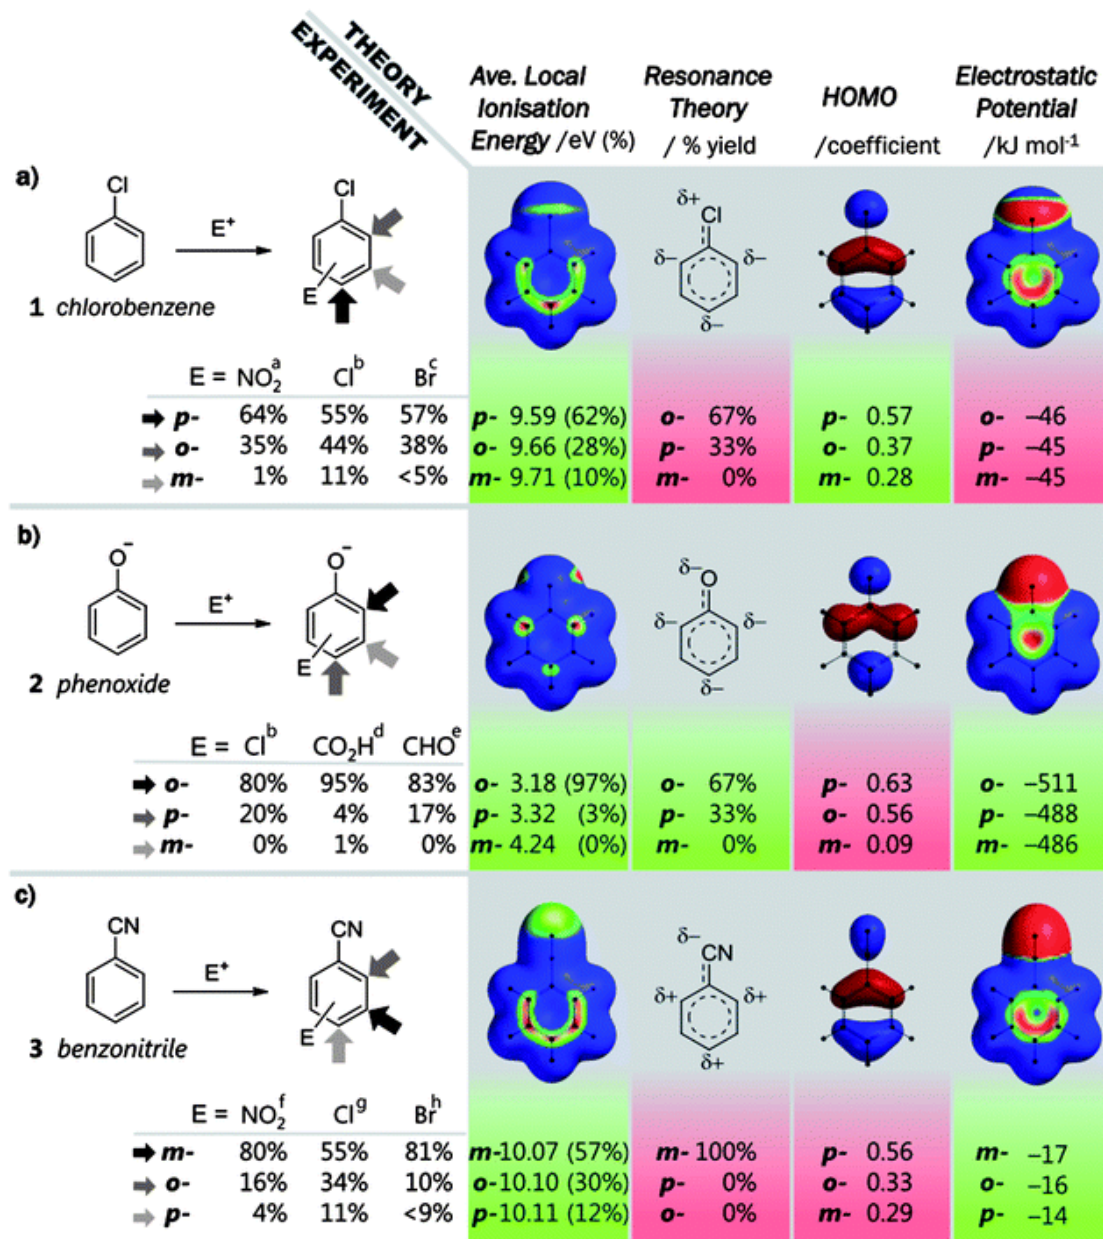 THEORY
EXPERIMENT
Ave. Local Ionisation Energy /eV (%)
Resonance Theory / % yield
HOMO /coefficient
Electrostatic Potential /kJ mol-1
a)
Cl
E+
Cl
E
1 chlorobenzene
δ+ Cl
δ− δ−
δ−
E = NO2a Clb Brc
p- 64% 55% 57% p- 9.59 (62%) o- 67% p- 0.57 o- −46
o- 35% 44% 38% o- 9.66 (28%) p- 33% o- 0.37 p- −45
m- 1% 11% <5% m- 9.71 (10%) m- 0% m- 0.28 m- −45
b)
O−
E+
O−
E
2 phenoxide
δ− O
δ− δ−
δ−
E = Clb CO2Hd CHOe
o- 80% 95% 83% o- 3.18 (97%) o- 67% p- 0.63 o- −511
p- 20% 4% 17% p- 3.32 (3%) p- 33% o- 0.56 p- −488
m- 0% 1% 0% m- 4.24 (0%) m- 0% m- 0.09 m- −486
c)
CN
E+
CN
E
3 benzonitrile
δ− CN
δ+ δ+
δ+
E = NO2f Clg Brh
m- 80% 55% 81% m-10.07 (57%) m- 100% p- 0.56 m- −17
o- 16% 34% 10% o-10.10 (30%) p- 0% o- 0.33 o- −16
p- 4% 11% <9% p-10.11 (12%) o- 0% m- 0.29 p- −14